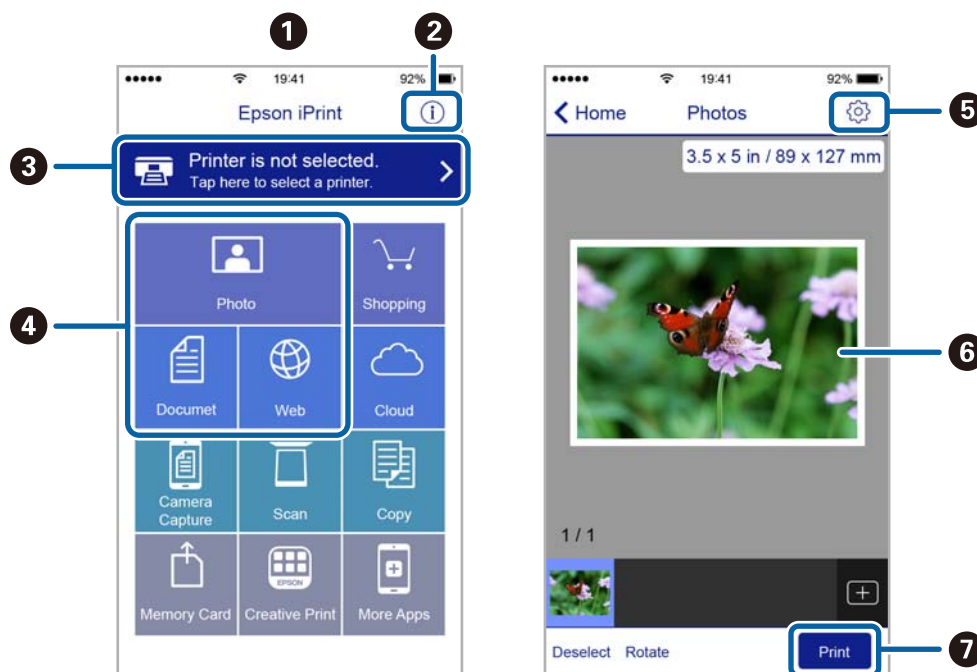 1
2
19:41
92%
Epson iPrint
3
Printer is not selected.
Tap here to select a printer.
4
Photo
Shopping
Documet
Web
Cloud
Camera
Capture
Scan
Copy
EPSON
Memory Card
Creative Print
More Apps
19:41
92%
Home
Photos
5
3.5 x 5 in / 89 x 127 mm
6
1 / 1
Deselect
Rotate
Print
7